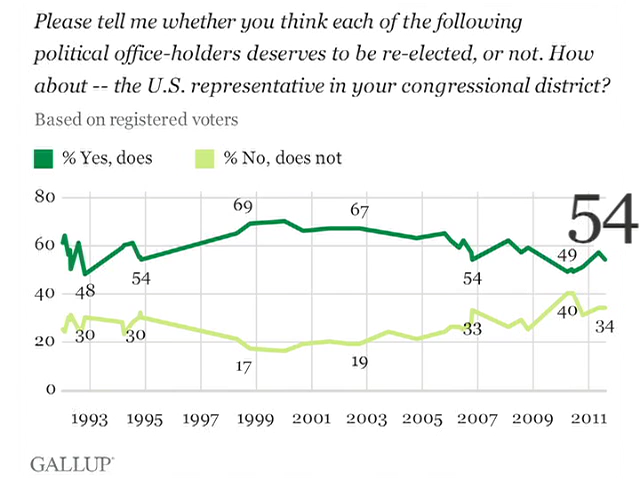 Please tell me whether you think each of the following
political office-holders deserves to be re-elected, or not. How
about -- the U.S. representative in your congressional district?
Based on registered voters
% Yes, does % No, does not
80
60
40
20
0
69 67 54
48 54 54 49
30 30 17 19 33 40 34
1993 1995 1997 1999 2001 2003 2005 2007 2009 2011
GALLUP®